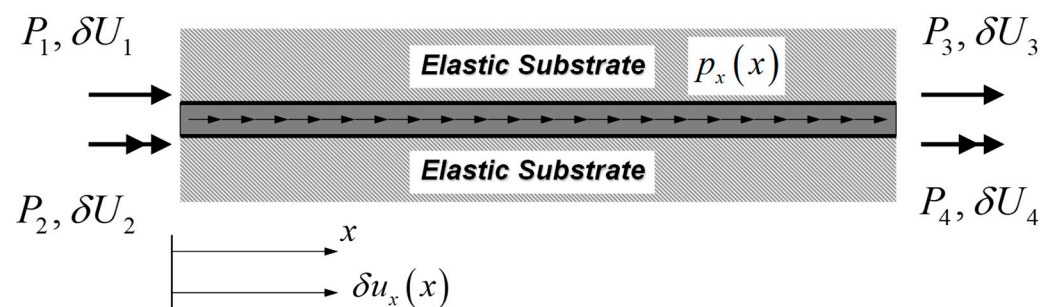 P₁, δU₁
P₃, δU₃
Elastic Substrate
pₓ(x)
Elastic Substrate
P₂, δU₂
P₄, δU₄
x
δuₓ(x)